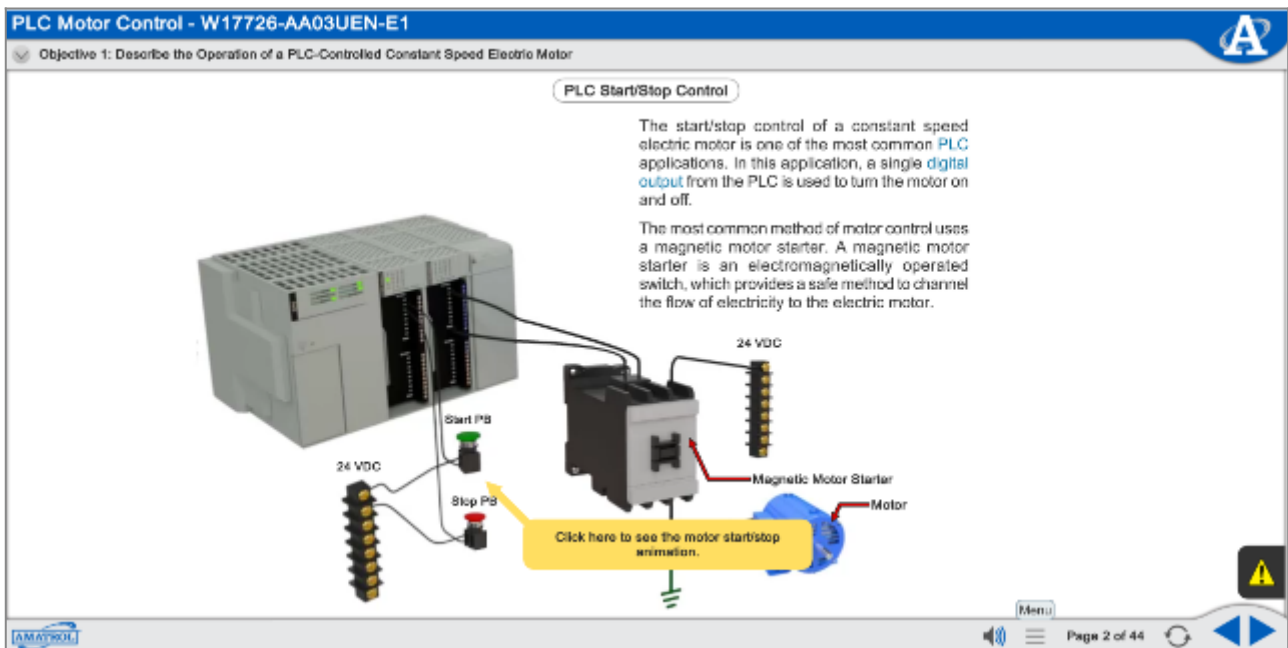 PLC Motor Control - W17726-AA03UEN-E1
Objective 1: Describe the Operation of a PLC-Controlled Constant Speed Electric Motor
PLC Start/Stop Control
The start/stop control of a constant speed
electric motor is one of the most common PLC
applications. In this application, a single digital
output from the PLC is used to turn the motor on
and off.
The most common method of motor control uses
a magnetic motor starter. A magnetic motor
starter is an electromagnetically operated
switch, which provides a safe method to channel
the flow of electricity to the electric motor.
24 VDC
Start PB
24 VDC
Magnetic Motor Starter
Stop PB
Motor
Click here to see the motor start/stop
animation.
Menu
AMATROL
Page 2 of 44